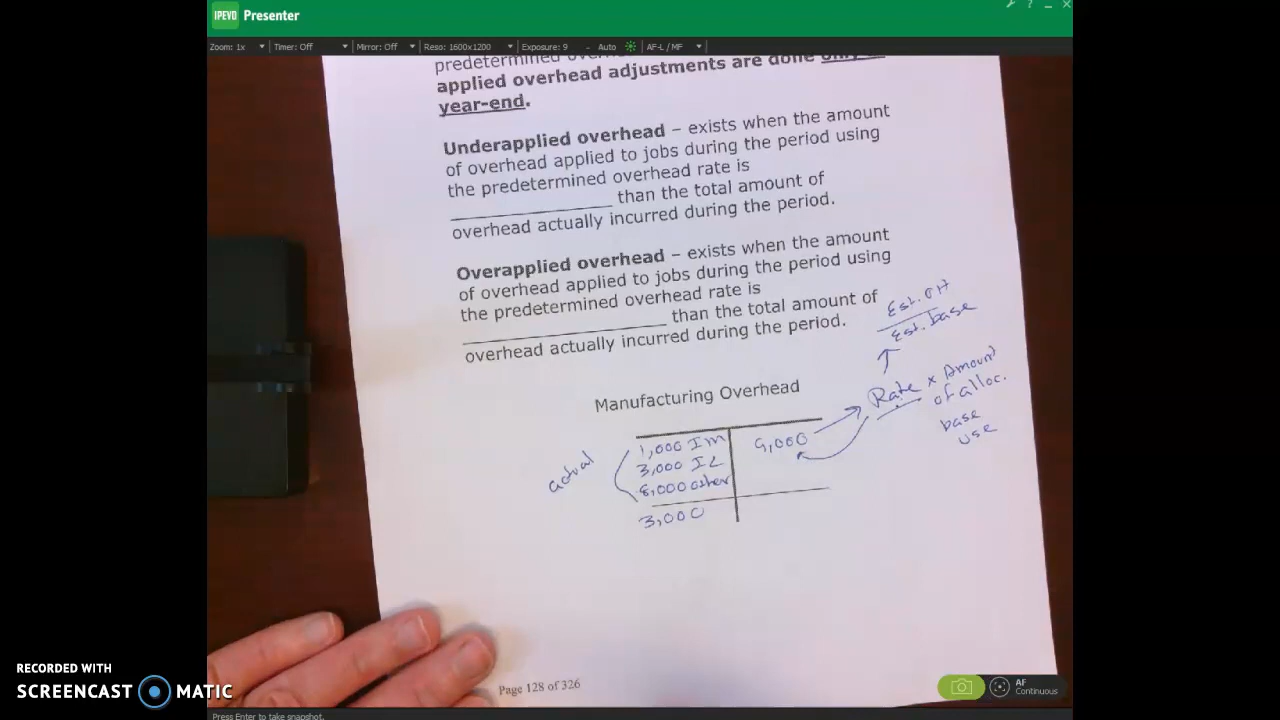 IPEVO Presenter
Zoom: 1x Timer: Off Mirror: Off Reso: 1600x1200 Exposure: 9 - Auto AF-L / MF
predetermined
applied overhead adjustments are done only
year-end.
Underapplied overhead – exists when the amount
of overhead applied to jobs during the period using
the predetermined overhead rate is
____________ than the total amount of
overhead actually incurred during the period.
Overapplied overhead – exists when the amount
of overhead applied to jobs during the period using
the predetermined overhead rate is
____________ than the total amount of
overhead actually incurred during the period.
Est. OH
Est. base
Rate × Amount
of alloc.
base
use
Manufacturing Overhead
actual
1,000 IM 9,000
3,000 IL
8,000 other
3,000
Page 128 of 326
RECORDED WITH
SCREENCAST MATIC
AF
Continuous
Press Enter to take snapshot.